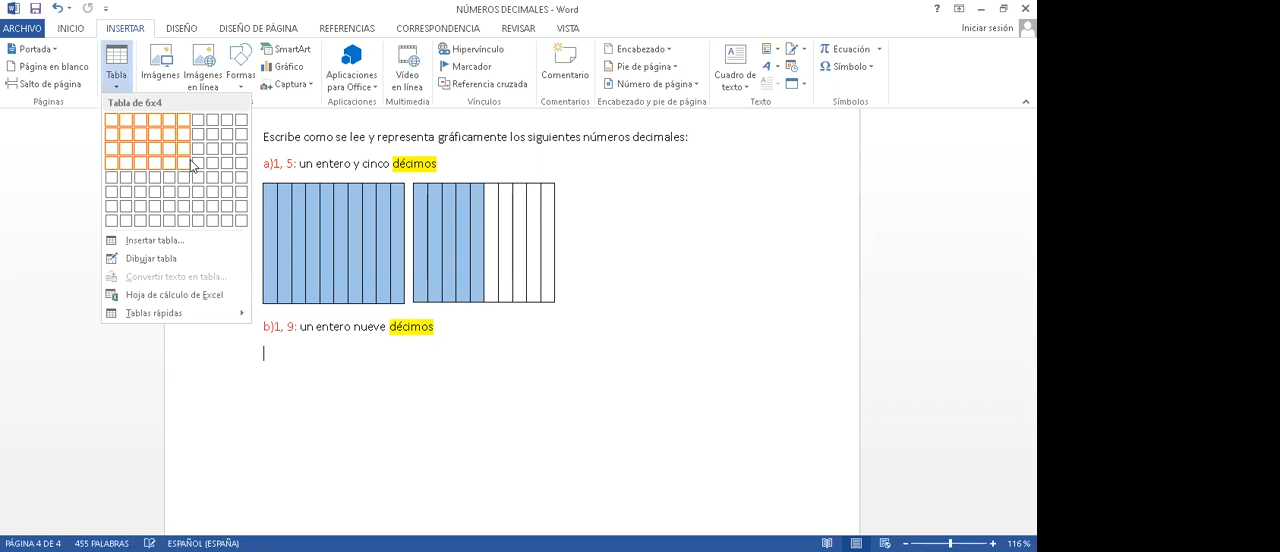 NÚMEROS DECIMALES - Word
ARCHIVO INICIO INSERTAR DISEÑO DISEÑO DE PÁGINA REFERENCIAS CORRESPONDENCIA REVISAR VISTA Iniciar sesión
Portada
Página en blanco
Salto de página
Páginas
Tabla
Imágenes
Imágenes en línea
Formas
SmartArt
Gráfico
Captura
Aplicaciones para Office
Aplicaciones
Vídeo en línea
Multimedia
Hipervínculo
Marcador
Referencia cruzada
Vínculos
Comentario
Comentarios
Encabezado
Pie de página
Número de página
Encabezado y pie de página
Cuadro de texto
Texto
Ecuación
Símbolo
Símbolos
Tabla de 6x4
Insertar tabla...
Dibujar tabla
Convertir texto en tabla...
Hoja de cálculo de Excel
Tablas rápidas
Escribe como se lee y representa gráficamente los siguientes números decimales:
a)1, 5: un entero y cinco décimos
b)1, 9: un entero nueve décimos
PÁGINA 4 DE 4 455 PALABRAS ESPAÑOL (ESPAÑA) 116 %